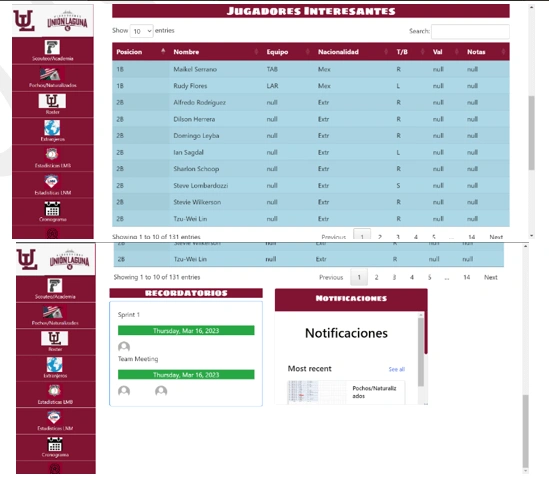 UL
UNION LAGUNA
Scouteo/Academia
Pochos/Naturalizados
Roster
Extranjeros
Estadisticas LMB
Estadisticas LNM
Cronograma
JUGADORES INTERESANTES
Show 10 entries
Search:
Posicion Nombre Equipo Nacionalidad T/B Val Notas
1B Maikel Serrano TAB Mex R null null
1B Rudy Flores LAR Mex L null null
2B Alfredo Rodriguez null Extr R null null
2B Dilson Herrera null Extr R null null
2B Domingo Leyba null Extr R null null
2B Ian Sagdal null Extr L null null
2B Sharlon Schoop null Extr R null null
2B Stevie Lombardozzi null Extr S null null
2B Stevie Wilkerson null Extr R null null
2B Tzu-Wei Lin null Extr R null null
Showing 1 to 10 of 131 entries Previous 1 2 3 4 5 ... 14 Next
UL
UNION LAGUNA
Scouteo/Academia
Pochos/Naturalizados
Roster
Extranjeros
Estadisticas LMB
Estadisticas LNM
Cronograma
Stevie Wilkerson null Extr R null null
2B Tzu-Wei Lin null Extr R null null
Showing 1 to 10 of 131 entries Previous 1 2 3 4 5 ... 14 Next
RECORDATORIOS
Sprint 1
Thursday, Mar 16, 2023
Team Meeting
Thursday, Mar 16, 2023
NOTIFICACIONES
Notificaciones
Most recent See all
Pochos/Naturaliz
ados